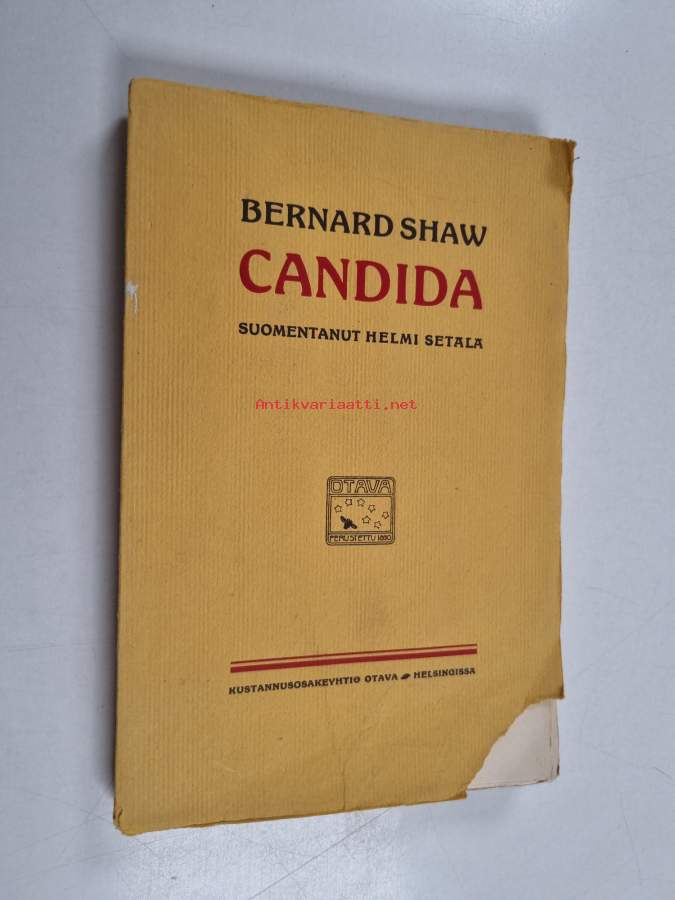 BERNARD SHAW
CANDIDA
SUOMENTANUT HELMI SETÄLÄ
Antikvariaatti.net
OTAVA
PERUSTETTU 1890
KUSTANNUSOSAKEYHTIÖ OTAVA HELSINGISSÄ